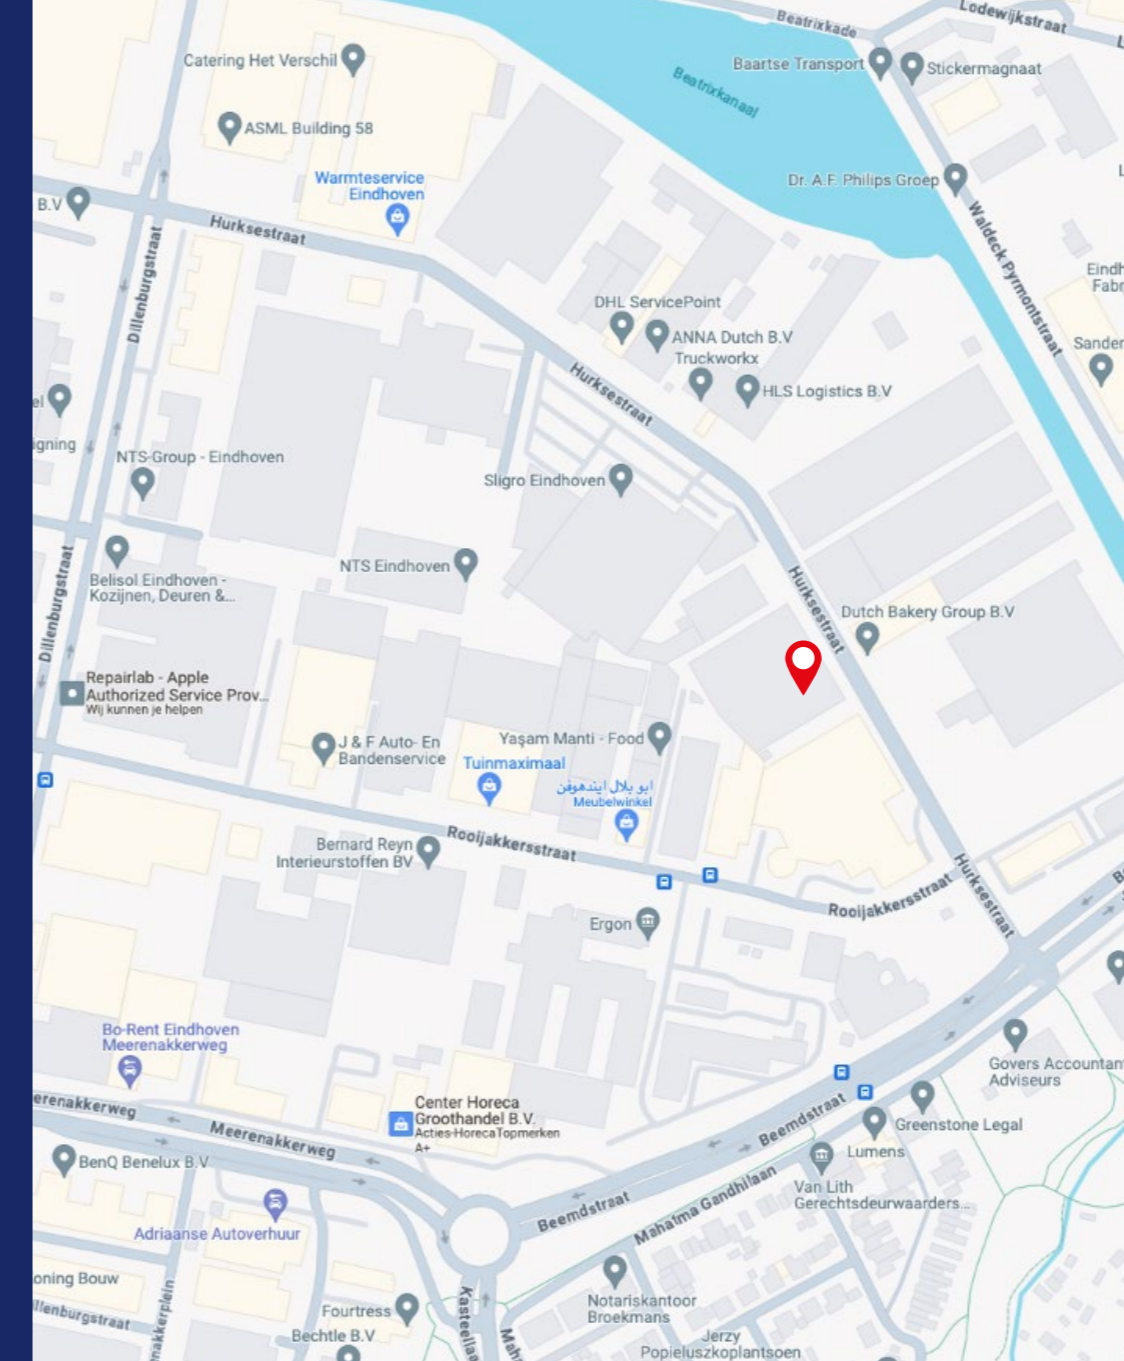 Beatrixkade
Lodewijkstraat
Catering Het Verschil
Baartse Transport
Stickermagnaat
Beatrixkanaal
ASML Building 58
Warmteservice
Eindhoven
Dr. A.F. Philips Groep
B.V
Hurksestraat
Waldeck Pyrmontstraat
Dillenburgstraat
Eindh
Fabr
DHL ServicePoint
ANNA Dutch B.V
Truckworkx
Sander
Hurksestraat
HLS Logistics B.V
el
igning
NTS-Group - Eindhoven
Sligro Eindhoven
NTS Eindhoven
Belisol Eindhoven -
Kozijnen, Deuren &...
Hurksestraat
Dutch Bakery Group B.V
Dillenburgstraat
Repairlab - Apple
Authorized Service Prov...
Wij kunnen je helpen
J & F Auto- En
Bandenservice
Yaşam Manti - Food
Tuinmaximaal
ابو بلال ايندهوفن
Meubelwinkel
Bernard Reyn
Interieurstoffen BV
Rooijakkersstraat
Hurksestraat
Rooijakkersstraat
Ergon
Bo-Rent Eindhoven
Meerenakkerweg
Govers Accountan
Adviseurs
erenakkerweg
Meerenakkerweg
Center Horeca
Groothandel B.V.
Acties-HorecaTopmerken
A+
Beemdstraat
Greenstone Legal
Lumens
BenQ Benelux B.V
Van Lith
Gerechtsdeurwaarders...
Beemdstraat
Mahatma Gandhilaan
Adriaanse Autoverhuur
oning Bouw
illenburgstraat
nakkerplein
Fourtress
Bechtle B.V
Kasteellaa
Mah
Notariskantoor
Broekmans
Jerzy
Popieluszkoplantsoen